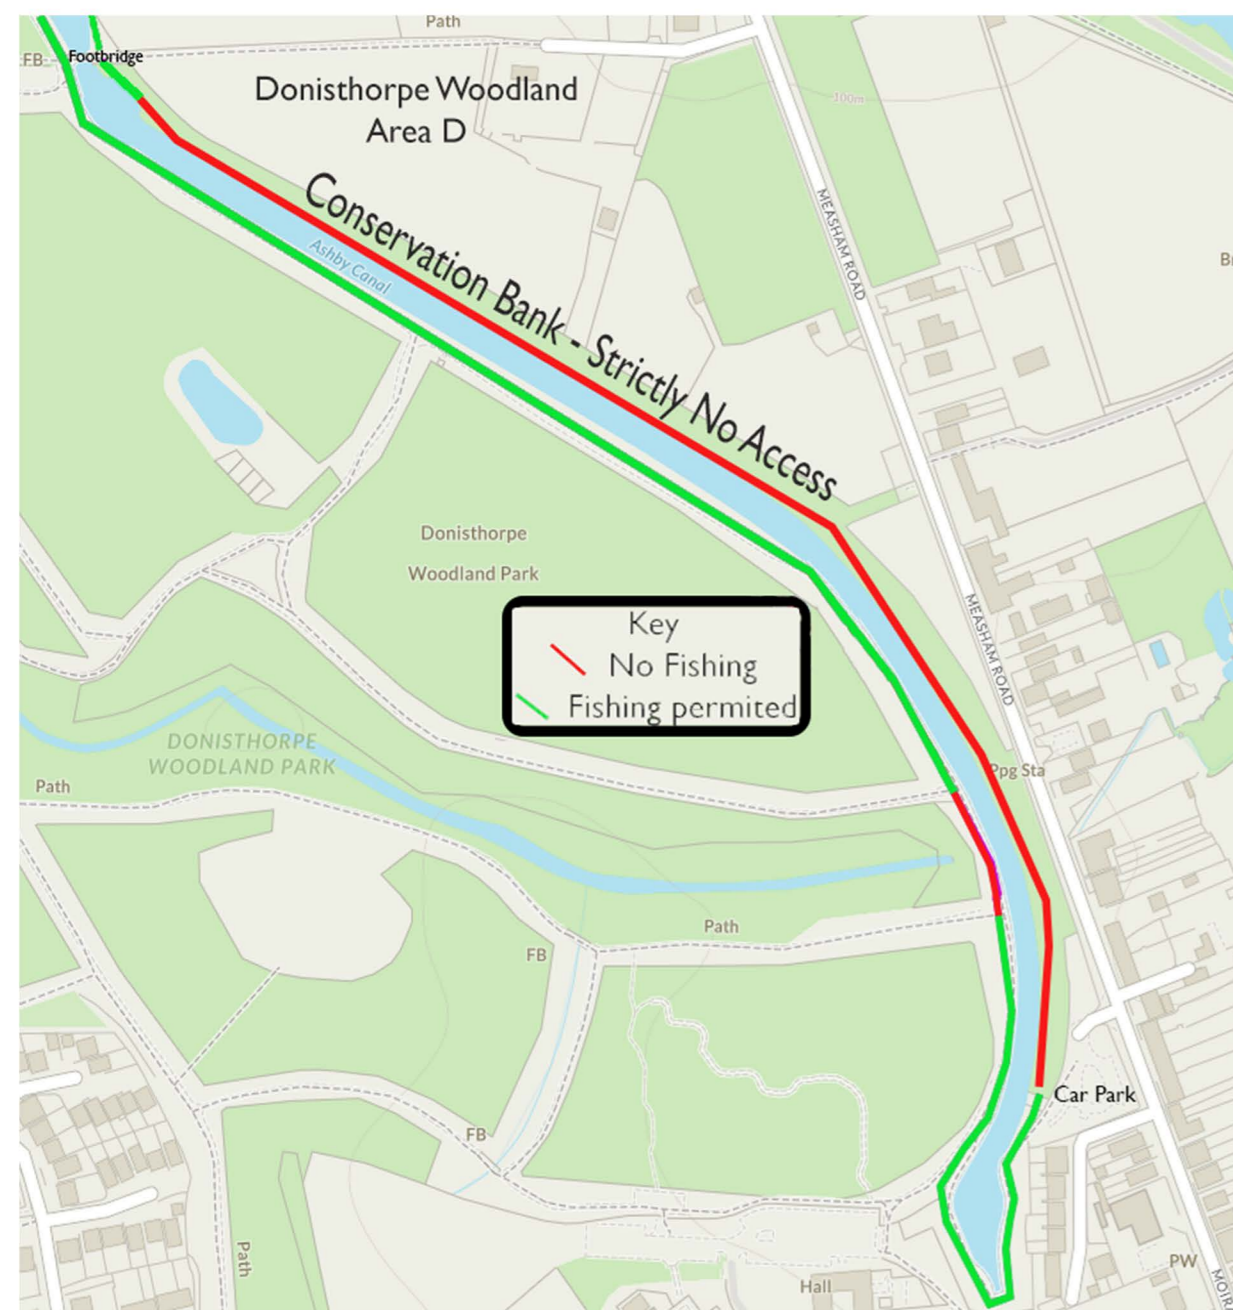 Path
Footbridge
FB
Donisthorpe Woodland
Area D
100m
MEASHAM ROAD
Conservation Bank - Strictly No Access
Ashby Canal
Donisthorpe
Woodland Park
Key
No Fishing
Fishing permited
MEASHAM ROAD
DONISTHORPE
WOODLAND PARK
Ppg Sta
Path
Path
FB
Car Park
FB
Path
Hall
PW